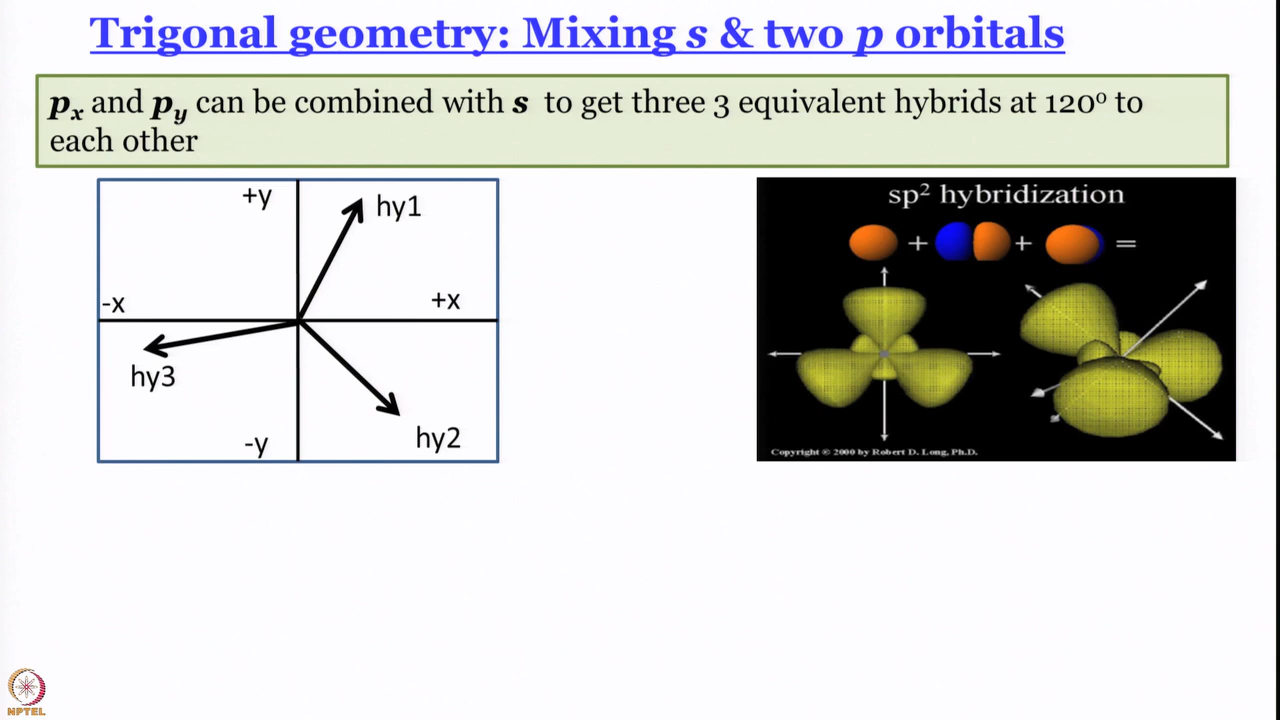 Trigonal geometry: Mixing s & two p orbitals
px and py can be combined with s to get three 3 equivalent hybrids at 120⁰ to
each other
+y
hy1
-x
+x
hy3
-y
hy2
sp² hybridization
+ + =
Copyright © 2000 by Robert D. Long, Ph.D.
NPTEL